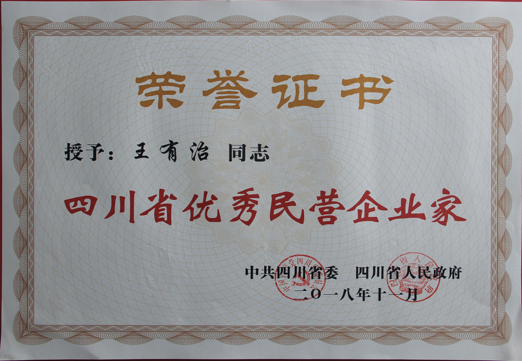 荣誉证书
授予：王有治 同志
四川省优秀民营企业家
中共四川省委 四川省人民政府
二〇一八年十一月